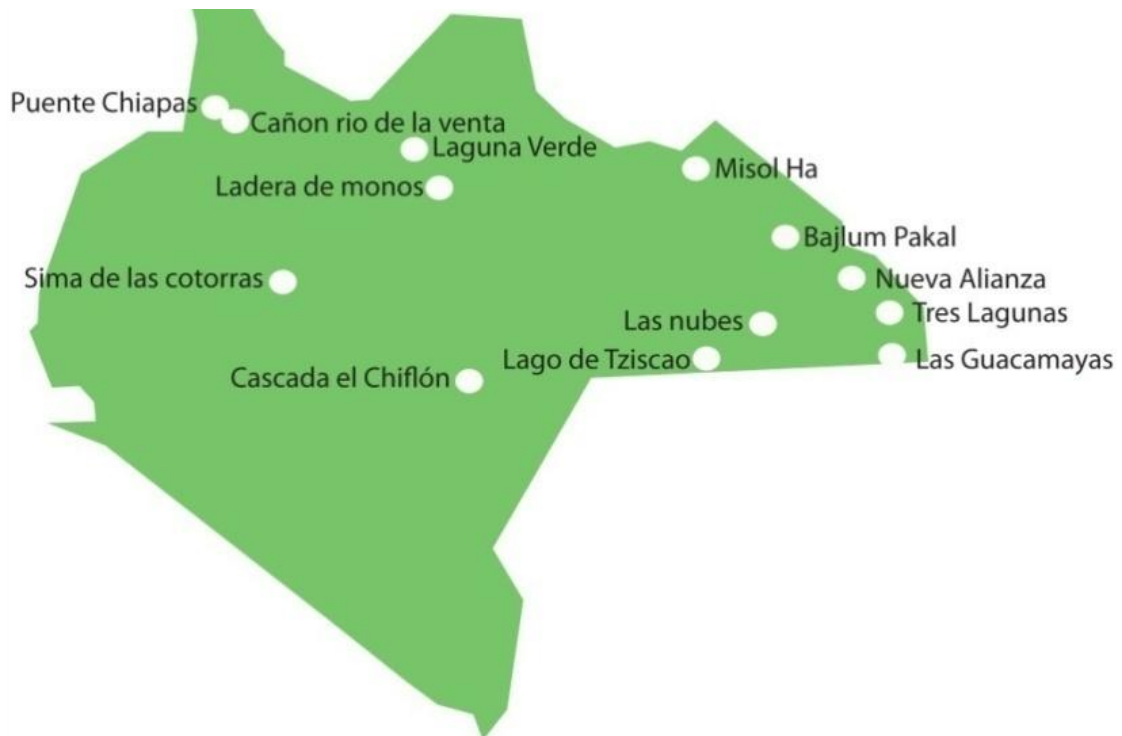 Puente Chiapas
Cañon rio de la venta
Laguna Verde
Misol Ha
Ladera de monos
Bajlum Pakal
Sima de las cotorras
Nueva Alianza
Tres Lagunas
Las nubes
Lago de Tziscao
Las Guacamayas
Cascada el Chiflón